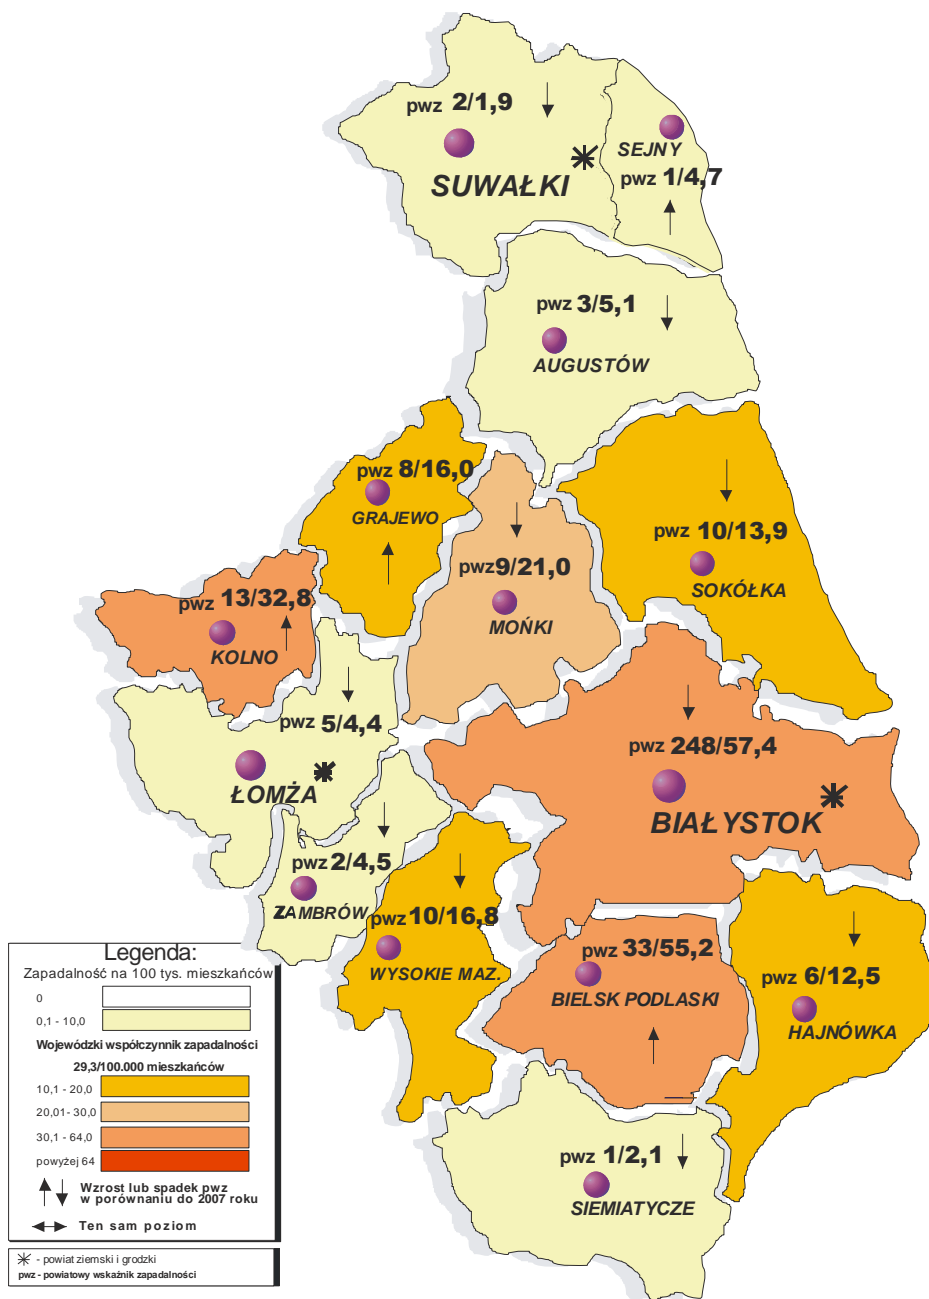 pwz 2/1,9
SUWAŁKI
SEJNY
pwz 1/4,7
pwz 3/5,1
AUGUSTÓW
pwz 8/16,0
GRAJEWO
pwz 9/21,0
MOŃKI
pwz 10/13,9
SOKÓŁKA
pwz 13/32,8
KOLNO
pwz 5/4,4
ŁOMŻA
pwz 248/57,4
BIAŁYSTOK
pwz 2/4,5
ZAMBRÓW
pwz 10/16,8
WYSOKIE MAZ.
pwz 33/55,2
BIELSK PODLASKI
pwz 6/12,5
HAJNÓWKA
pwz 1/2,1
SIEMIATYCZE
Legenda:
Zapadalność na 100 tys. mieszkańców
0
0,1 - 10,0
Wojewódzki współczynnik zapadalności
29,3/100.000 mieszkańców
10,1 - 20,0
20,01 - 30,0
30,1 - 64,0
powyżej 64
Wzrost lub spadek pwz
w porównaniu do 2007 roku
Ten sam poziom
- powiat ziemski i grodzki
pwz - powiatowy wskaźnik zapadalności